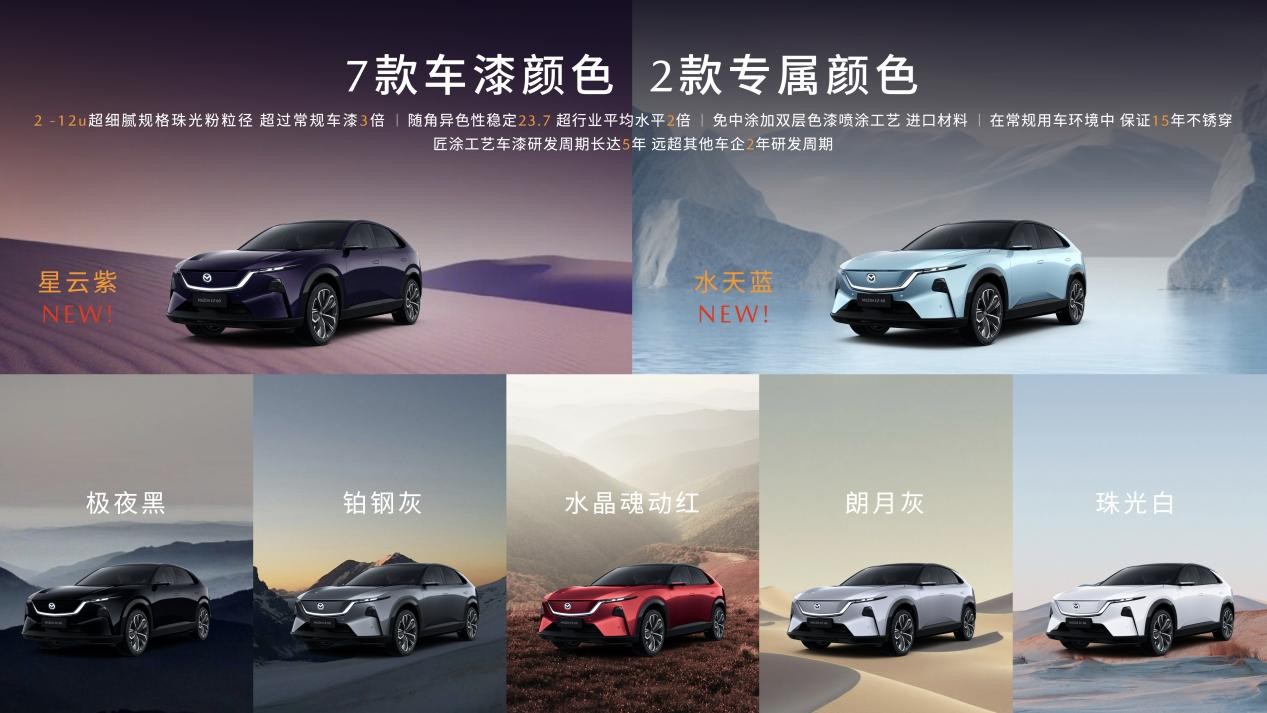 7款车漆颜色 2款专属颜色
2 -12u超细腻规格珠光粉粒径 超过常规车漆3倍 | 随角异色性稳定23.7 超行业平均水平2倍 | 免中涂加双层色漆喷涂工艺 进口材料 | 在常规用车环境中 保证15年不锈穿
匠涂工艺车漆研发周期长达5年 远超其他车企2年研发周期
星云紫
NEW!
水天蓝
NEW!
极夜黑
铂钢灰
水晶魂动红
朗月灰
珠光白